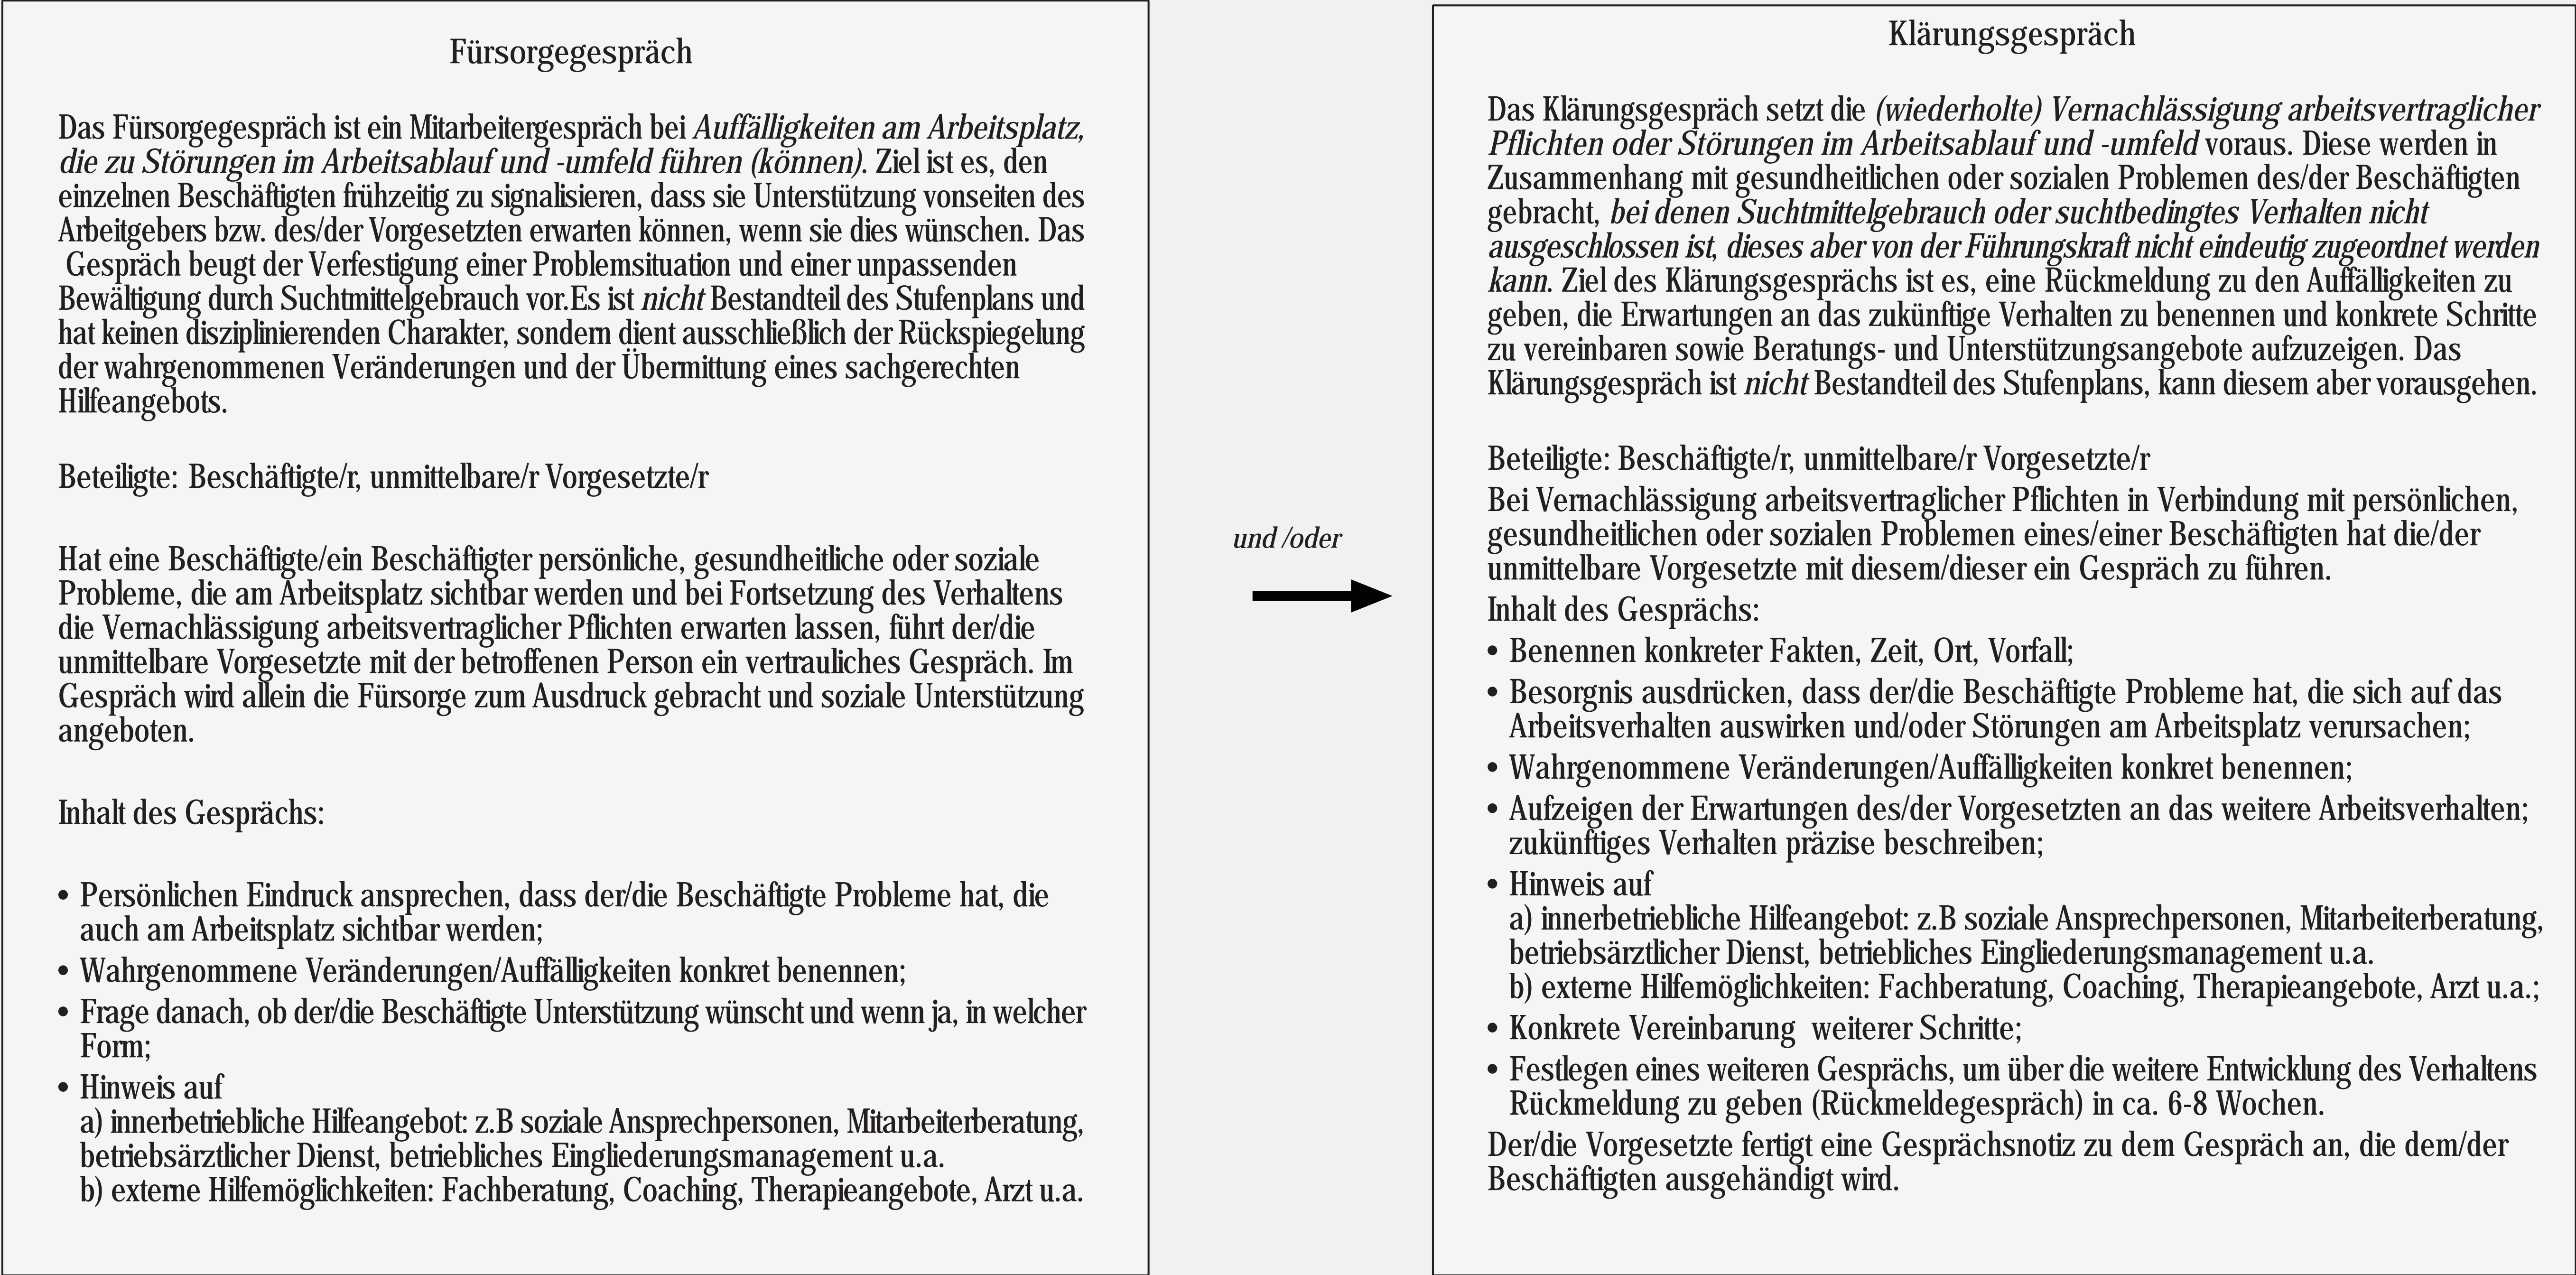 Fürsorgegespräch
Das Fürsorgegespräch ist ein Mitarbeitergespräch bei Auffälligkeiten am Arbeitsplatz,
die zu Störungen im Arbeitsablauf und -umfeld führen (können). Ziel ist es, den
einzelnen Beschäftigten frühzeitig zu signalisieren, dass sie Unterstützung vonseiten des
Arbeitgebers bzw. des/der Vorgesetzten erwarten können, wenn sie dies wünschen. Das
Gespräch beugt der Verfestigung einer Problemsituation und einer unpassenden
Bewältigung durch Suchtmittelgebrauch vor.Es ist nicht Bestandteil des Stufenplans und
hat keinen disziplinierenden Charakter, sondern dient ausschließlich der Rückspiegelung
der wahrgenommenen Veränderungen und der Übermittung eines sachgerechten
Hilfeangebots.
Beteiligte: Beschäftigte/r, unmittelbare/r Vorgesetzte/r
Hat eine Beschäftigte/ein Beschäftigter persönliche, gesundheitliche oder soziale
Probleme, die am Arbeitsplatz sichtbar werden und bei Fortsetzung des Verhaltens
die Vernachlässigung arbeitsvertraglicher Pflichten erwarten lassen, führt der/die
unmittelbare Vorgesetzte mit der betroffenen Person ein vertrauliches Gespräch. Im
Gespräch wird allein die Fürsorge zum Ausdruck gebracht und soziale Unterstützung
angeboten.
Inhalt des Gesprächs:
• Persönlichen Eindruck ansprechen, dass der/die Beschäftigte Probleme hat, die
auch am Arbeitsplatz sichtbar werden;
• Wahrgenommene Veränderungen/Auffälligkeiten konkret benennen;
• Frage danach, ob der/die Beschäftigte Unterstützung wünscht und wenn ja, in welcher
Form;
• Hinweis auf
a) innerbetriebliche Hilfeangebot: z.B soziale Ansprechpersonen, Mitarbeiterberatung,
betriebsärztlicher Dienst, betriebliches Eingliederungsmanagement u.a.
b) externe Hilfemöglichkeiten: Fachberatung, Coaching, Therapieangebote, Arzt u.a.
und /oder
Klärungsgespräch
Das Klärungsgespräch setzt die (wiederholte) Vernachlässigung arbeitsvertraglicher
Pflichten oder Störungen im Arbeitsablauf und -umfeld voraus. Diese werden in
Zusammenhang mit gesundheitlichen oder sozialen Problemen des/der Beschäftigten
gebracht, bei denen Suchtmittelgebrauch oder suchtbedingtes Verhalten nicht
ausgeschlossen ist, dieses aber von der Führungskraft nicht eindeutig zugeordnet werden
kann. Ziel des Klärungsgesprächs ist es, eine Rückmeldung zu den Auffälligkeiten zu
geben, die Erwartungen an das zukünftige Verhalten zu benennen und konkrete Schritte
zu vereinbaren sowie Beratungs- und Unterstützungsangebote aufzuzeigen. Das
Klärungsgespräch ist nicht Bestandteil des Stufenplans, kann diesem aber vorausgehen.
Beteiligte: Beschäftigte/r, unmittelbare/r Vorgesetzte/r
Bei Vernachlässigung arbeitsvertraglicher Pflichten in Verbindung mit persönlichen,
gesundheitlichen oder sozialen Problemen eines/einer Beschäftigten hat die/der
unmittelbare Vorgesetzte mit diesem/dieser ein Gespräch zu führen.
Inhalt des Gesprächs:
• Benennen konkreter Fakten, Zeit, Ort, Vorfall;
• Besorgnis ausdrücken, dass der/die Beschäftigte Probleme hat, die sich auf das
Arbeitsverhalten auswirken und/oder Störungen am Arbeitsplatz verursachen;
• Wahrgenommene Veränderungen/Auffälligkeiten konkret benennen;
• Aufzeigen der Erwartungen des/der Vorgesetzten an das weitere Arbeitsverhalten;
zukünftiges Verhalten präzise beschreiben;
• Hinweis auf
a) innerbetriebliche Hilfeangebot: z.B soziale Ansprechpersonen, Mitarbeiterberatung,
betriebsärztlicher Dienst, betriebliches Eingliederungsmanagement u.a.
b) externe Hilfemöglichkeiten: Fachberatung, Coaching, Therapieangebote, Arzt u.a.;
• Konkrete Vereinbarung weiterer Schritte;
• Festlegen eines weiteren Gesprächs, um über die weitere Entwicklung des Verhaltens
Rückmeldung zu geben (Rückmeldegespräch) in ca. 6-8 Wochen.
Der/die Vorgesetzte fertigt eine Gesprächsnotiz zu dem Gespräch an, die dem/der
Beschäftigten ausgehändigt wird.